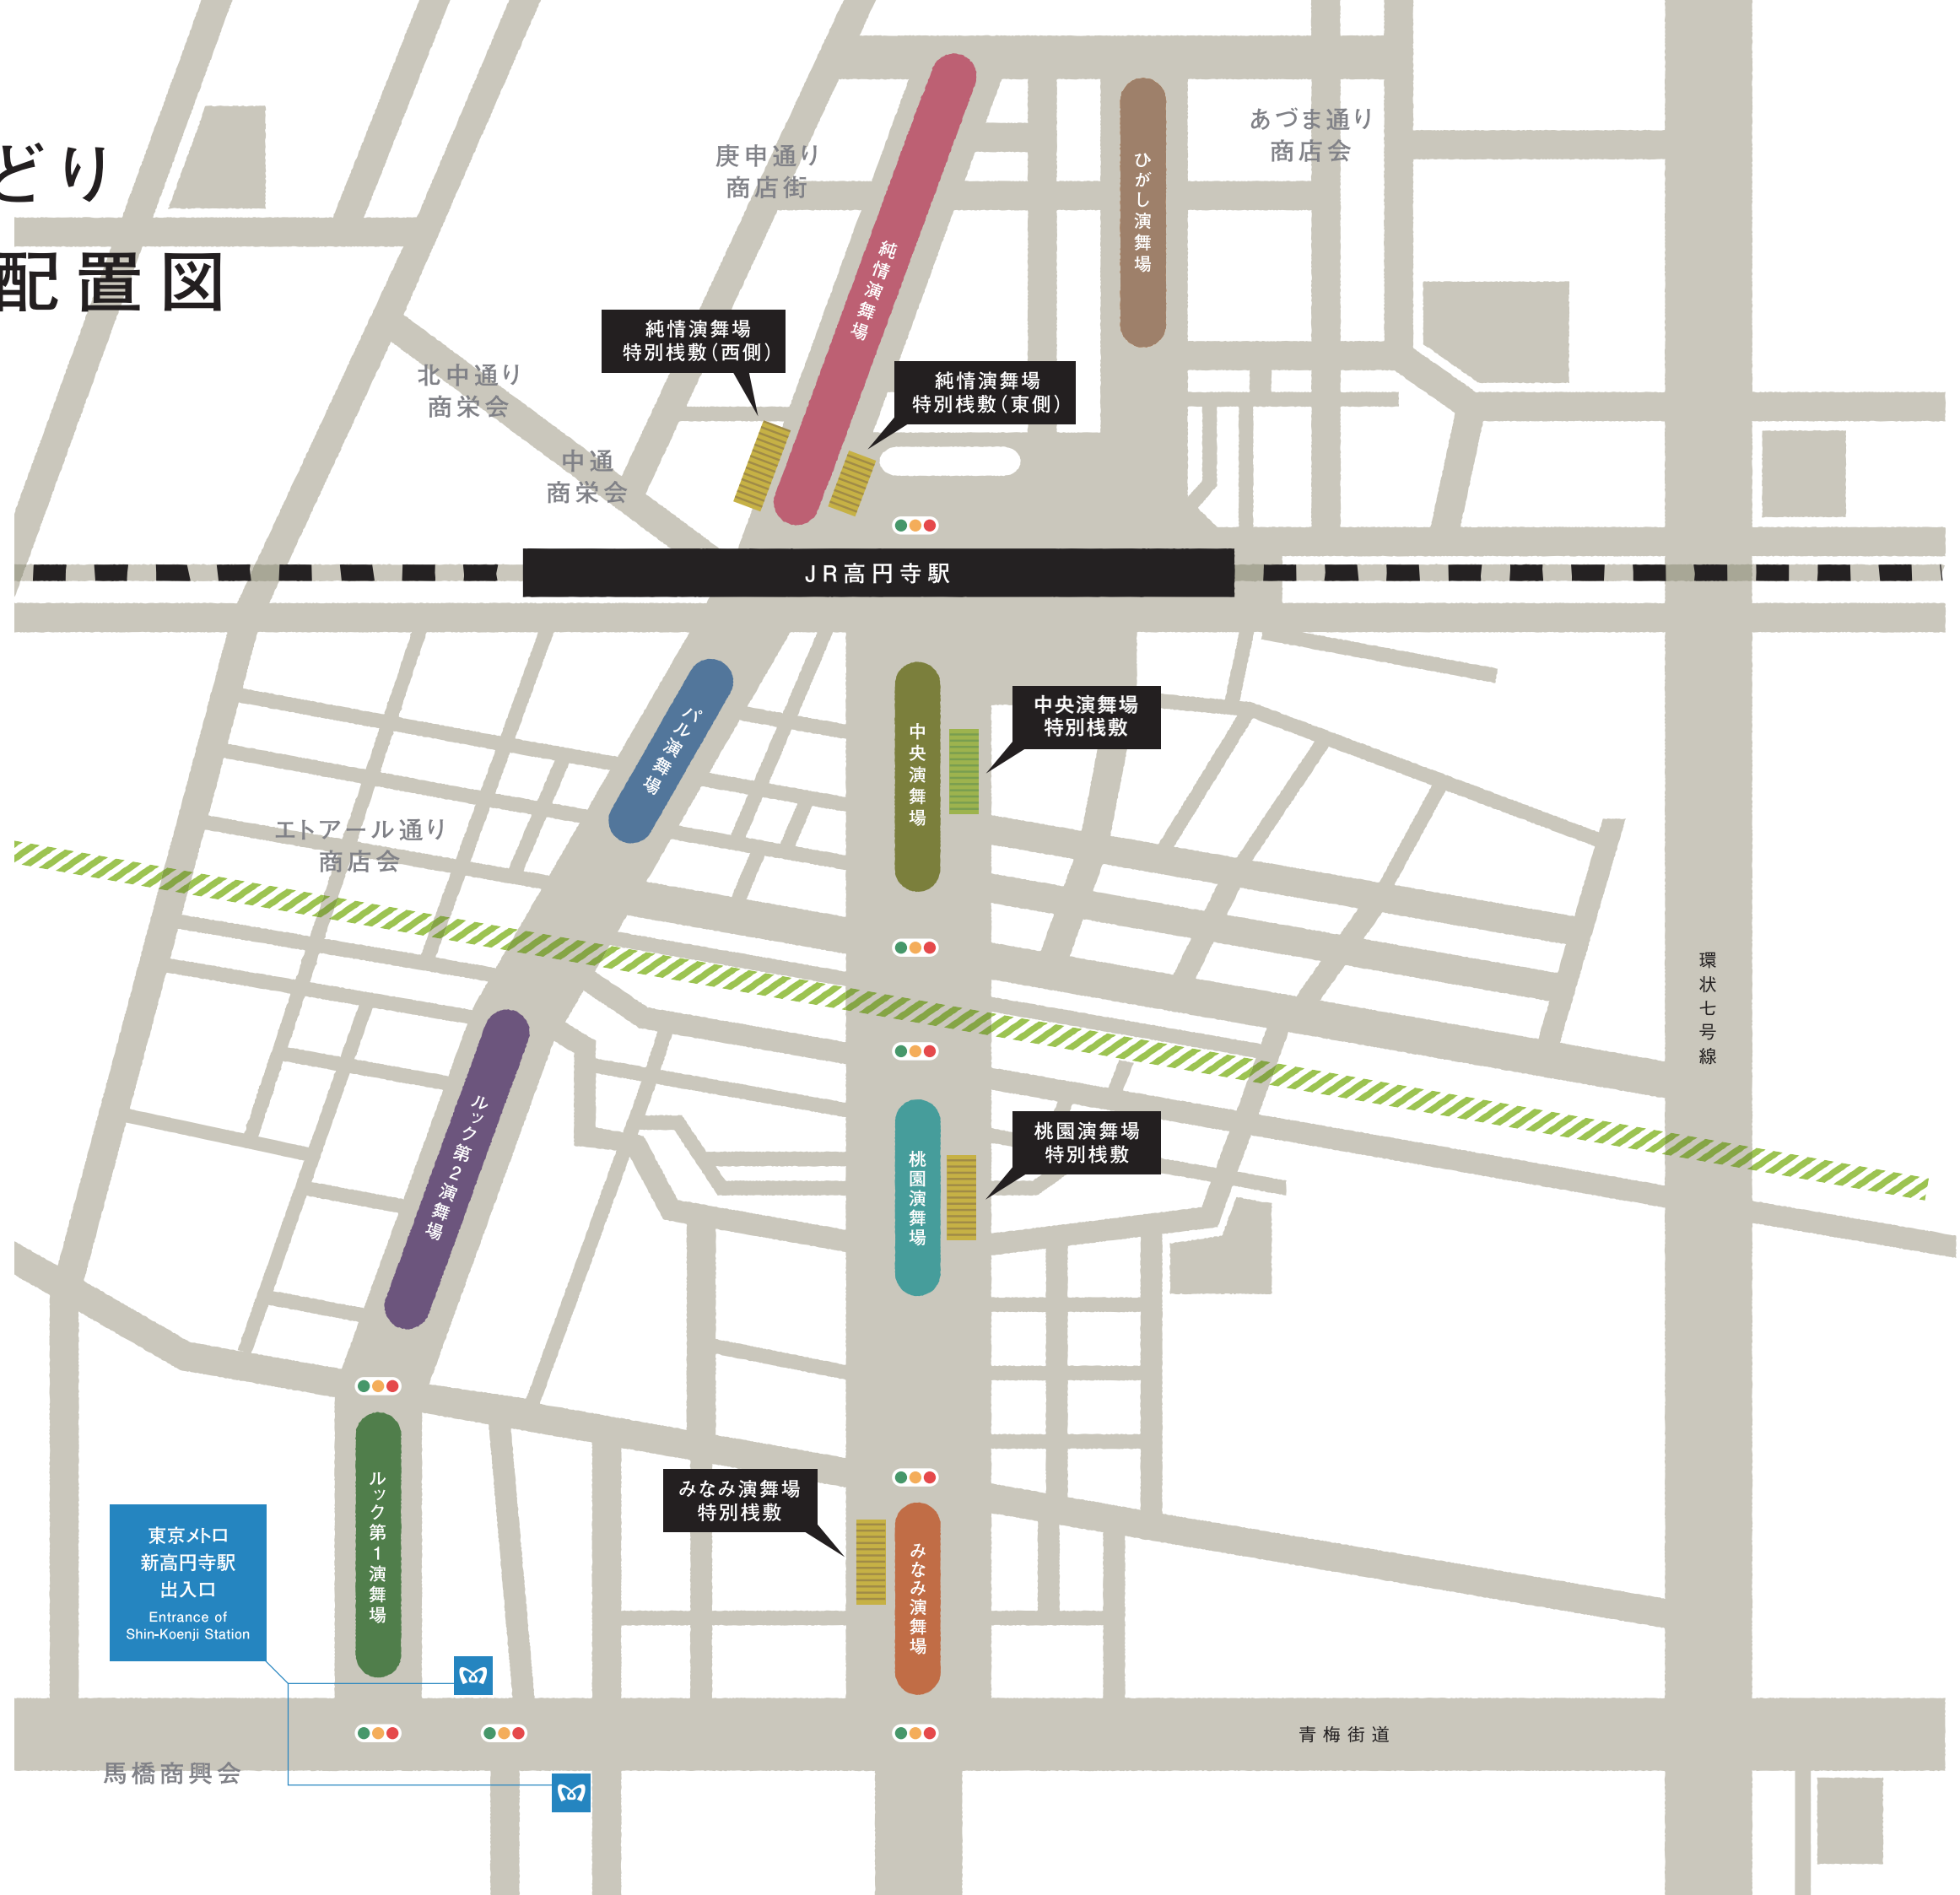 どり
配置図
あづま通り
商店会
庚申通り
商店街
ひがし演舞場
純情演舞場
純情演舞場
特別桟敷（西側）
純情演舞場
特別桟敷（東側）
北中通り
商栄会
中通
商栄会
JR高円寺駅
パル演舞場
中央演舞場
中央演舞場
特別桟敷
エトアール通り
商店会
環状七号線
ルック第2演舞場
桃園演舞場
桃園演舞場
特別桟敷
ルック第1演舞場
みなみ演舞場
特別桟敷
みなみ演舞場
東京メトロ
新高円寺駅
出入口
Entrance of
Shin-Koenji Station
青梅街道
馬橋商興会